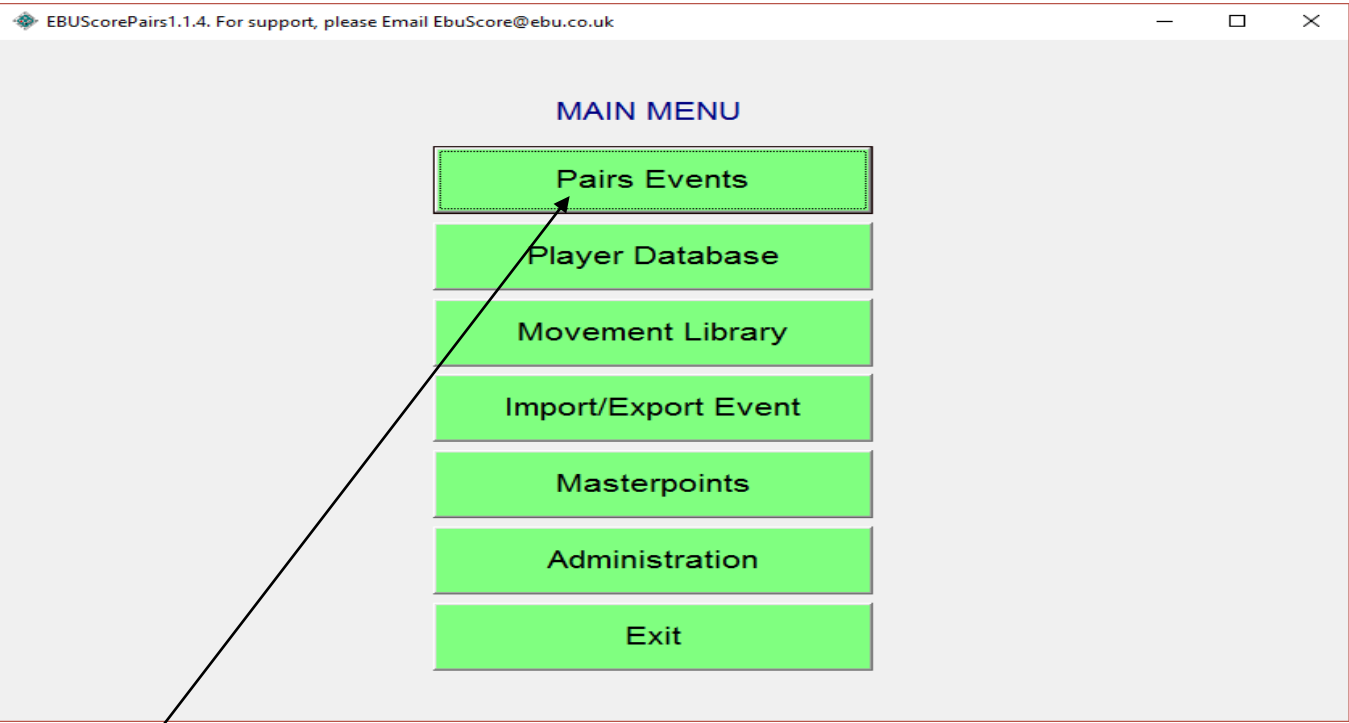 EBUScorePairs1.1.4. For support, please Email EbuScore@ebu.co.uk
MAIN MENU
Pairs Events
Player Database
Movement Library
Import/Export Event
Masterpoints
Administration
Exit